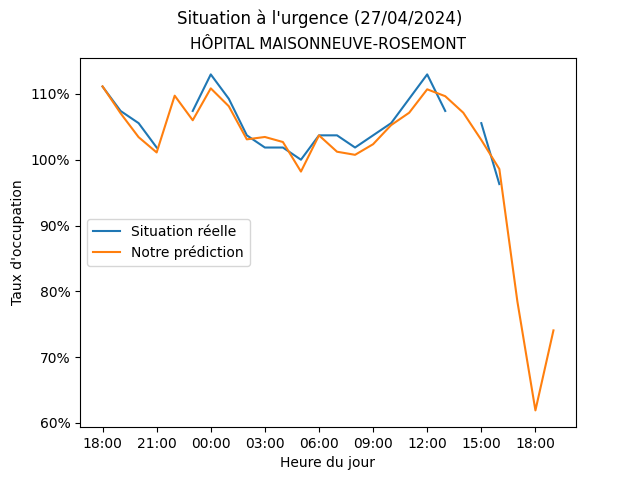 Situation à l'urgence (27/04/2024)
HÔPITAL MAISONNEUVE-ROSEMONT
110%
100%
90%
80%
70%
60%
Taux d'occupation
Situation réelle
Notre prédiction
18:00 21:00 00:00 03:00 06:00 09:00 12:00 15:00 18:00
Heure du jour